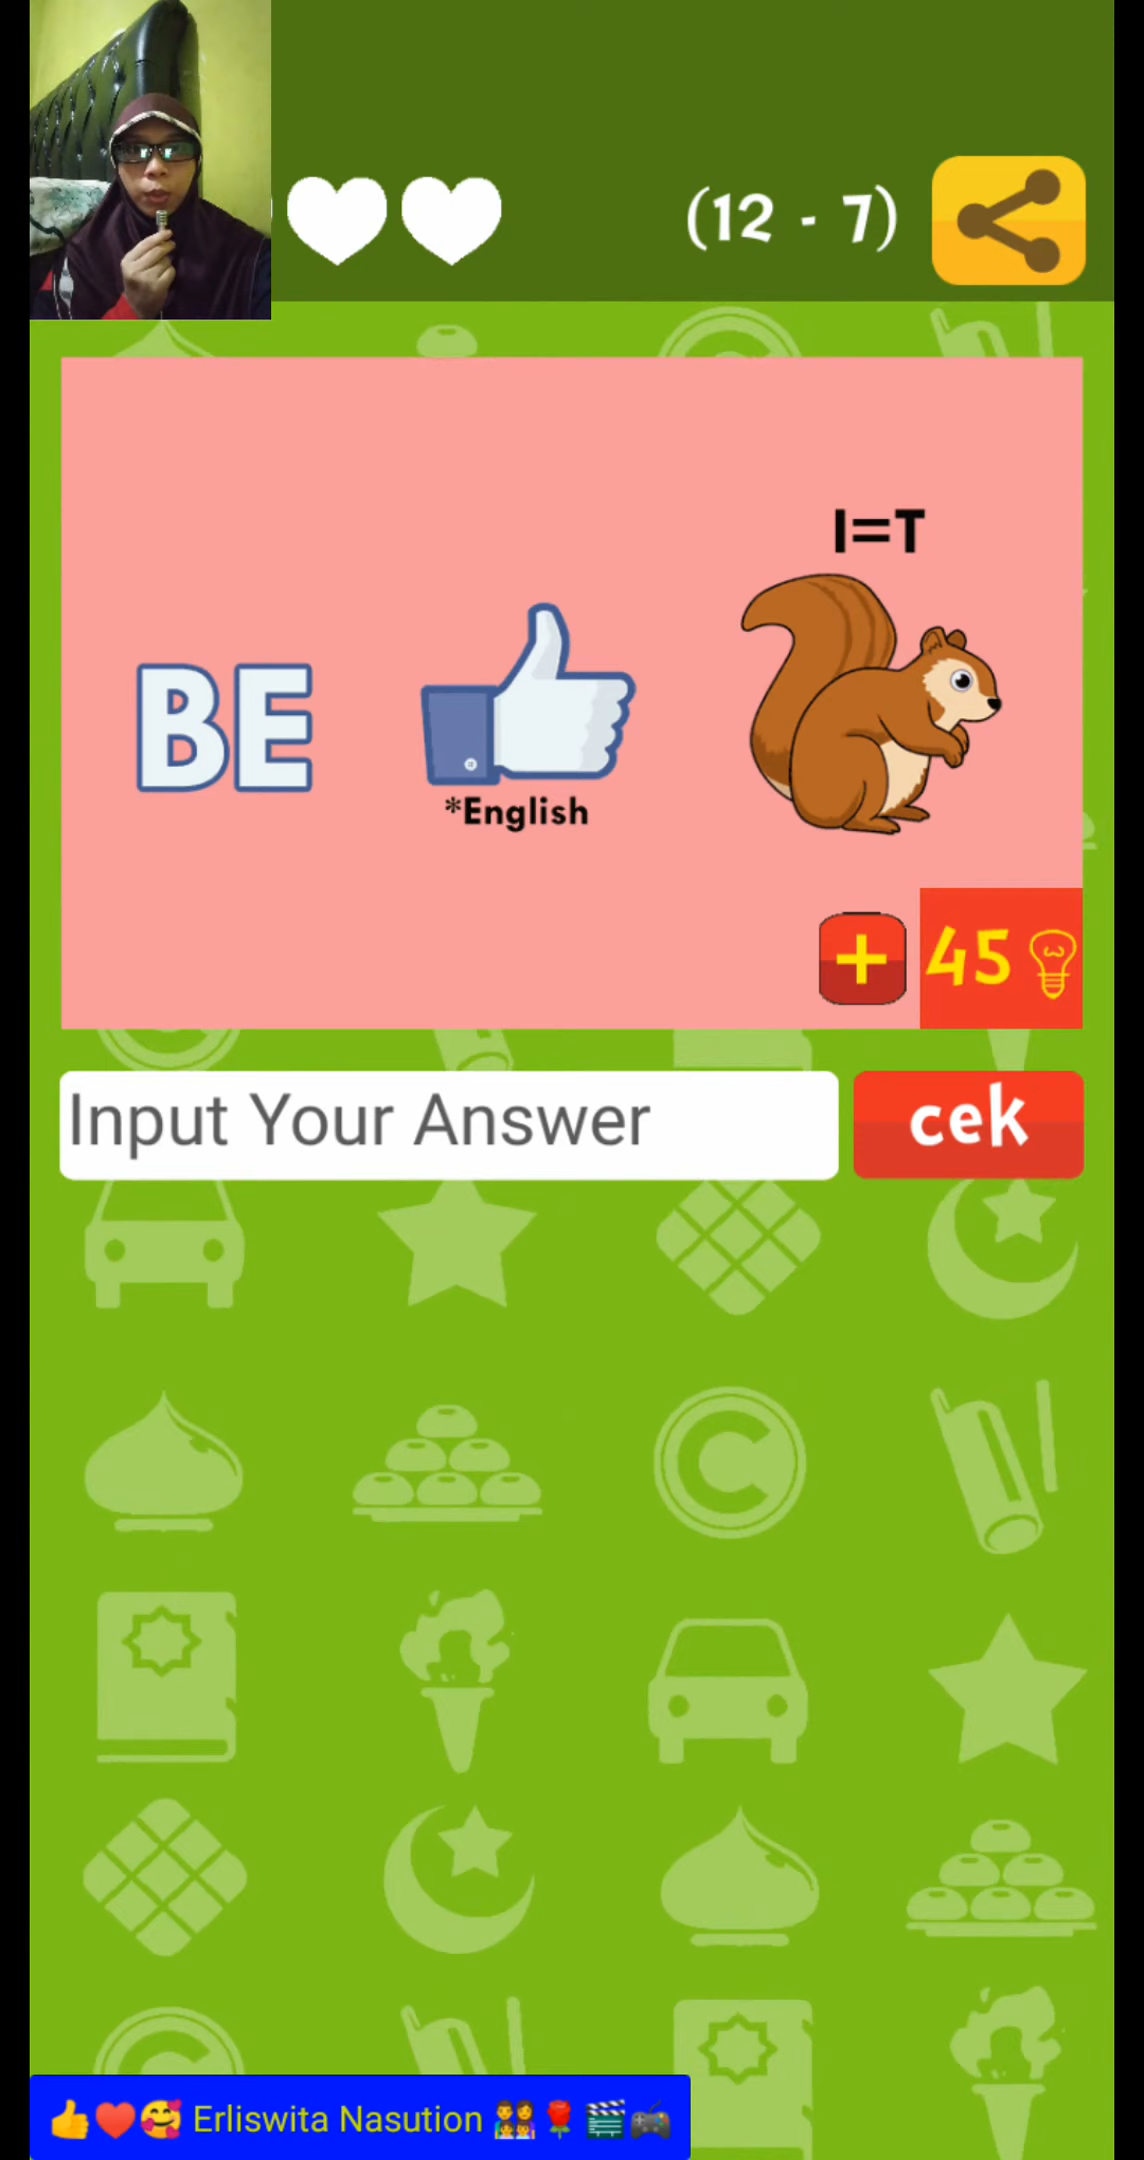 (12 - 7)
I=T
BE
*English
45
Input Your Answer
cek
👍♥️🥰 Erliswita Nasution 👨‍👩‍👧‍👦🌹🎬🎮